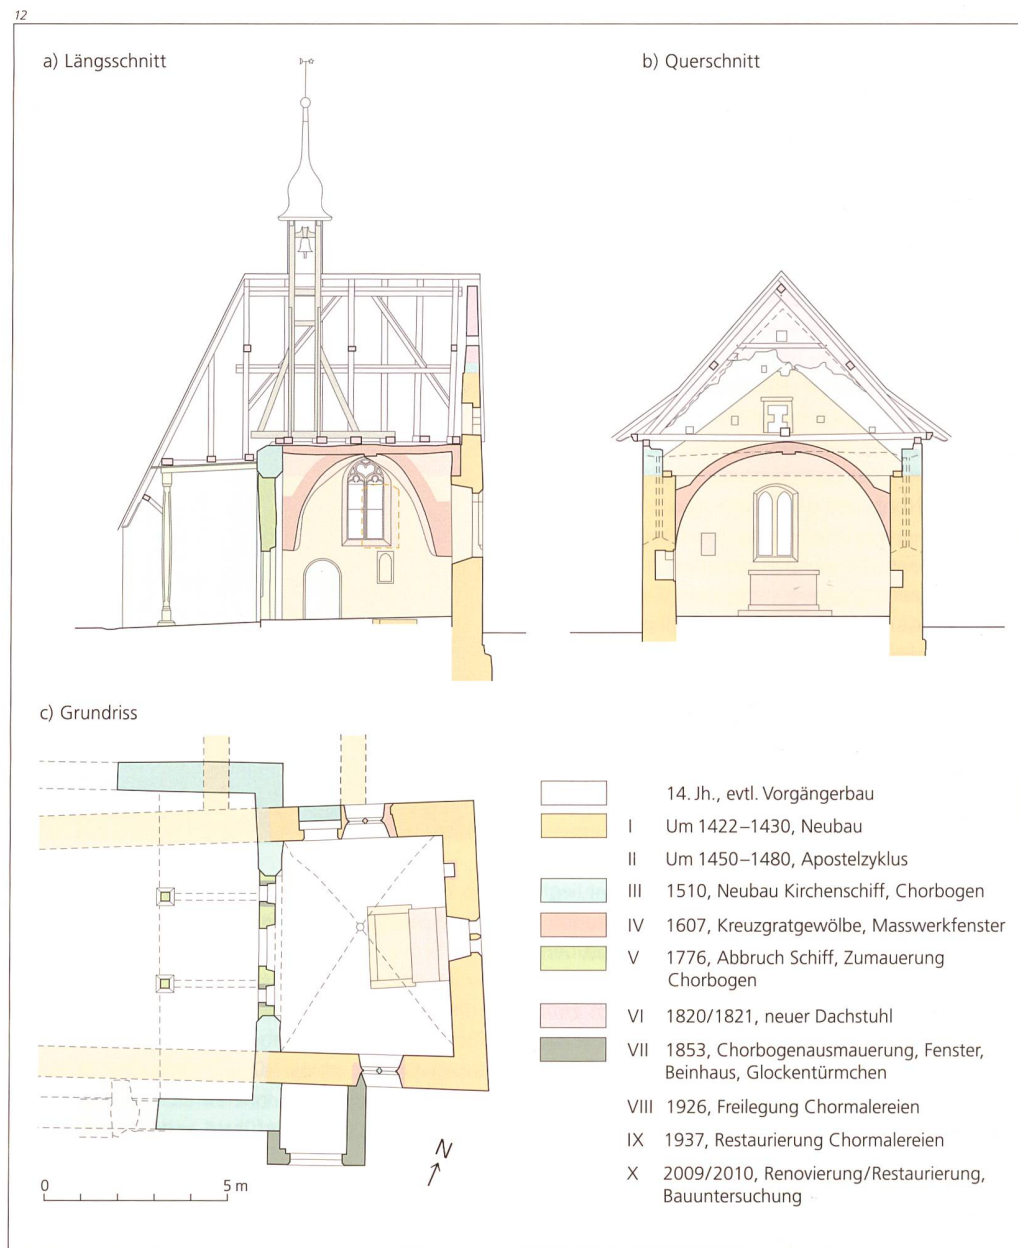 12
a) Längsschnitt
b) Querschnitt
c) Grundriss
14. Jh., evtl. Vorgängerbau
I Um 1422–1430, Neubau
II Um 1450–1480, Apostelzyklus
III 1510, Neubau Kirchenschiff, Chorbogen
IV 1607, Kreuzgratgewölbe, Masswerkfenster
V 1776, Abbruch Schiff, Zumauerung
Chorbogen
VI 1820/1821, neuer Dachstuhl
VII 1853, Chorbogenausmauerung, Fenster,
Beinhaus, Glockentürmchen
VIII 1926, Freilegung Chormalereien
IX 1937, Restaurierung Chormalereien
X 2009/2010, Renovierung/Restaurierung,
Bauuntersuchung
N
0 5 m